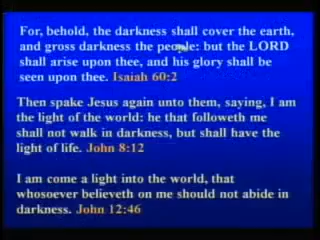 For, behold, the darkness shall cover the earth,
and gross darkness the people: but the LORD
shall arise upon thee, and his glory shall be
seen upon thee. Isaiah 60:2
Then spake Jesus again unto them, saying, I am
the light of the world: he that followeth me
shall not walk in darkness, but shall have the
light of life. John 8:12
I am come a light into the world, that
whosoever believeth on me should not abide in
darkness. John 12:46